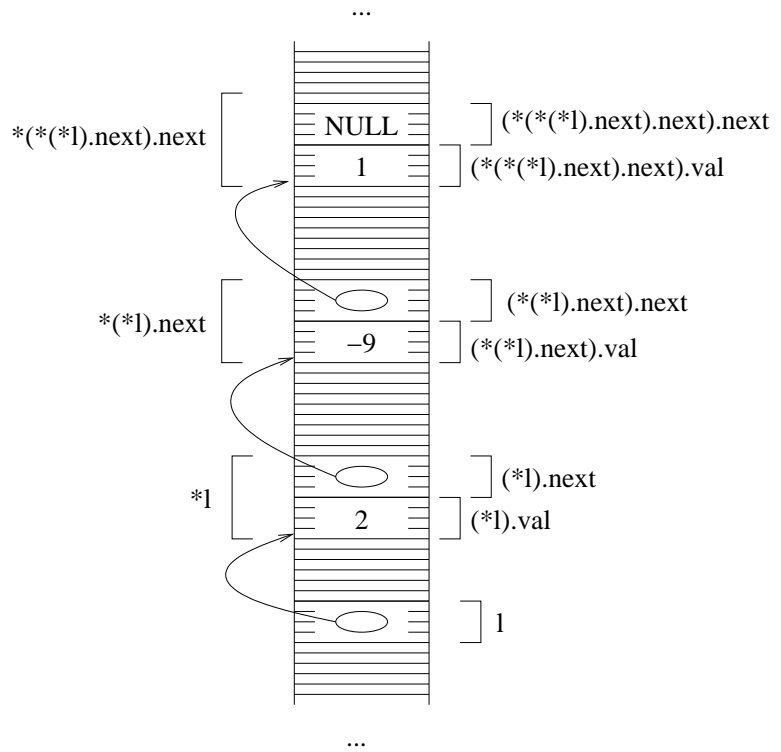 ...
NULL
(*(*(*l).next).next).next
*(*(*l).next).next
1
(*(*(*l).next).next).val
(*(*l).next).next
*(*l).next
–9
(*(*l).next).val
(*l).next
*l
2
(*l).val
l
...